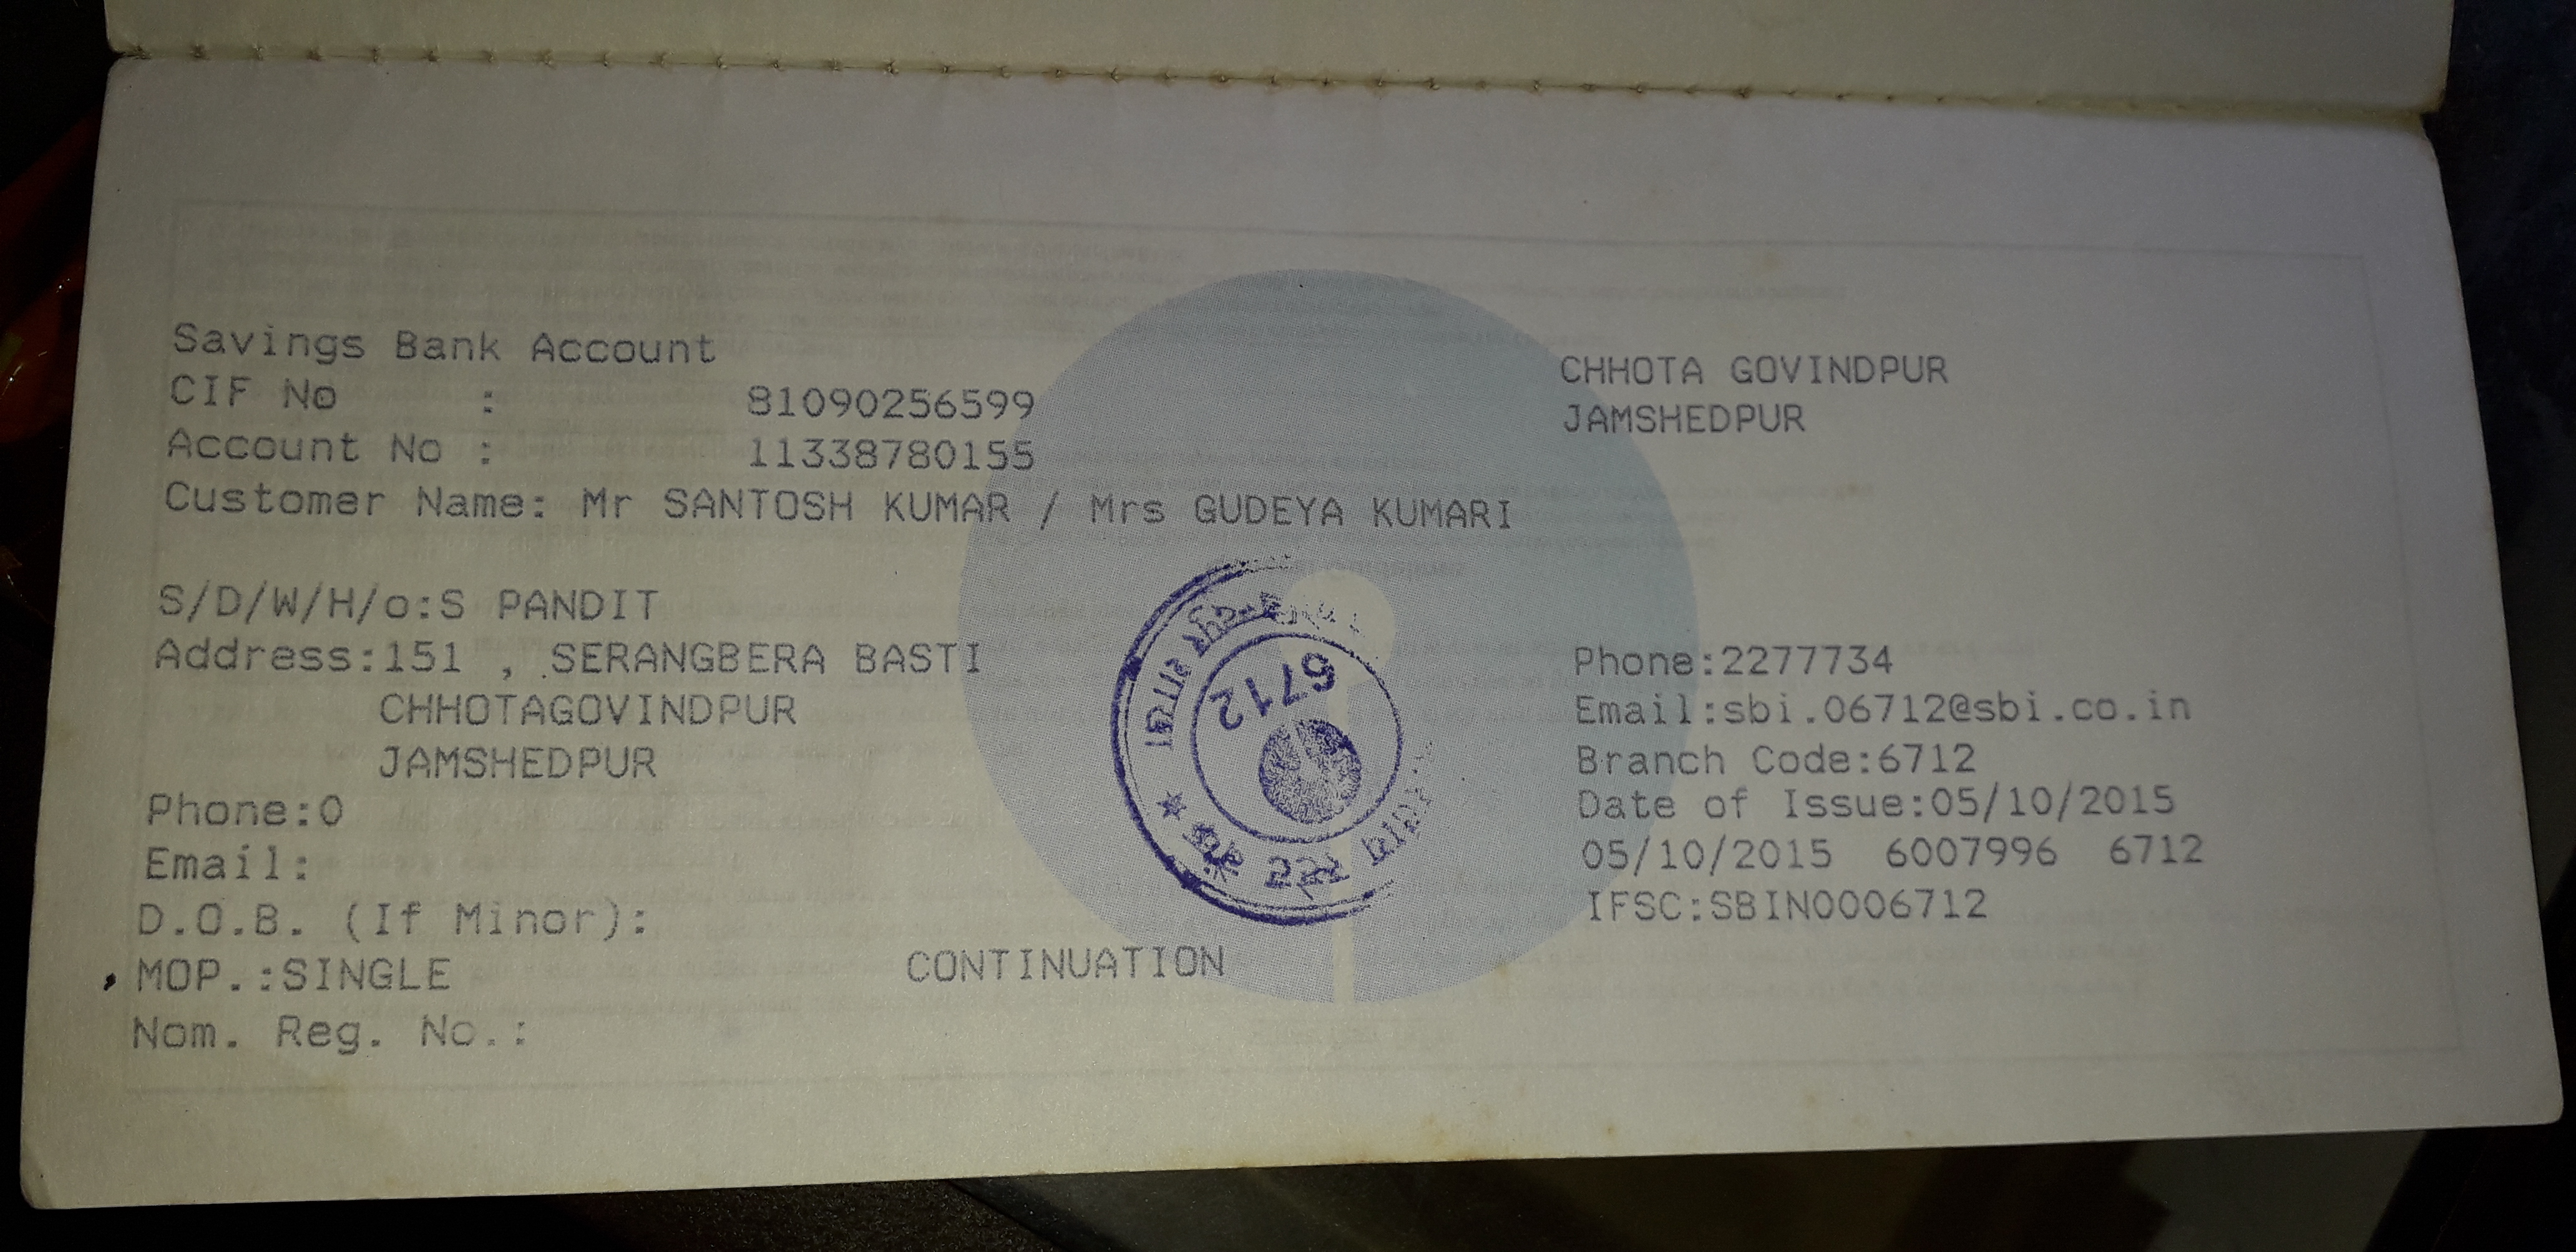 Savings Bank Account
CIF No : 81090256599
Account No : 11338780155
Customer Name: Mr SANTOSH KUMAR / Mrs GUDEYA KUMARI
S/D/W/H/o:S PANDIT
Address:151 , SERANGBERA BASTI
CHHOTAGOVINDPUR
JAMSHEDPUR
Phone:0
Email:
D.O.B. (If Minor):
MOP.:SINGLE
Nom. Reg. No.:
CONTINUATION
6712
CHHOTA GOVINDPUR
JAMSHEDPUR
Phone:2277734
Email:sbi.06712@sbi.co.in
Branch Code:6712
Date of Issue:05/10/2015
05/10/2015 6007996 6712
IFSC:SBIN0006712